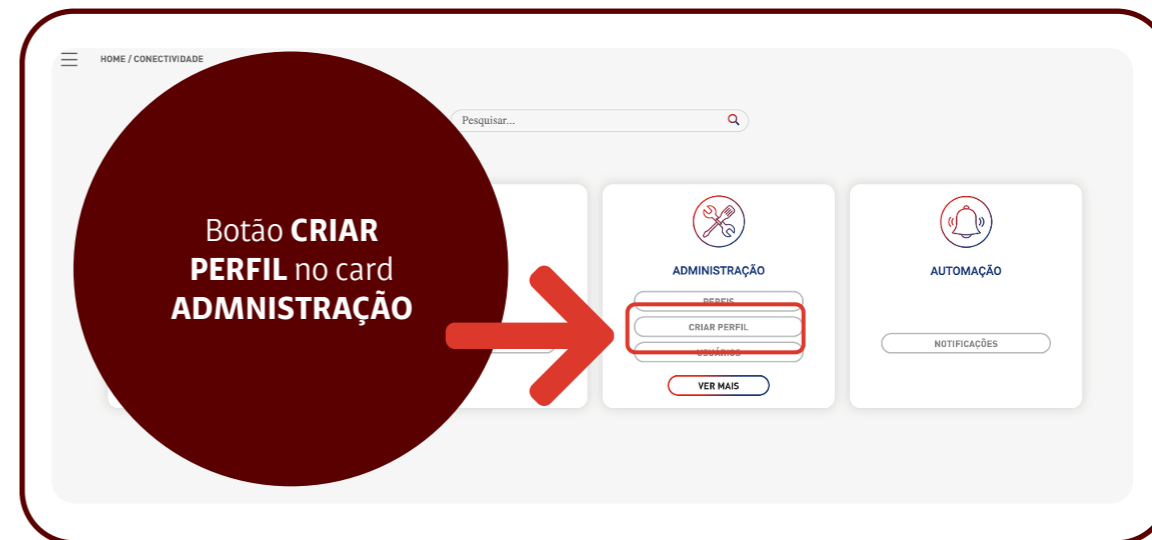 HOME / CONECTIVIDADE
Pesquisar...
Botão CRIAR
PERFIL no card
ADMNISTRAÇÃO
ADMINISTRAÇÃO
PERFIS
CRIAR PERFIL
USUÁRIOS
VER MAIS
AUTOMAÇÃO
NOTIFICAÇÕES